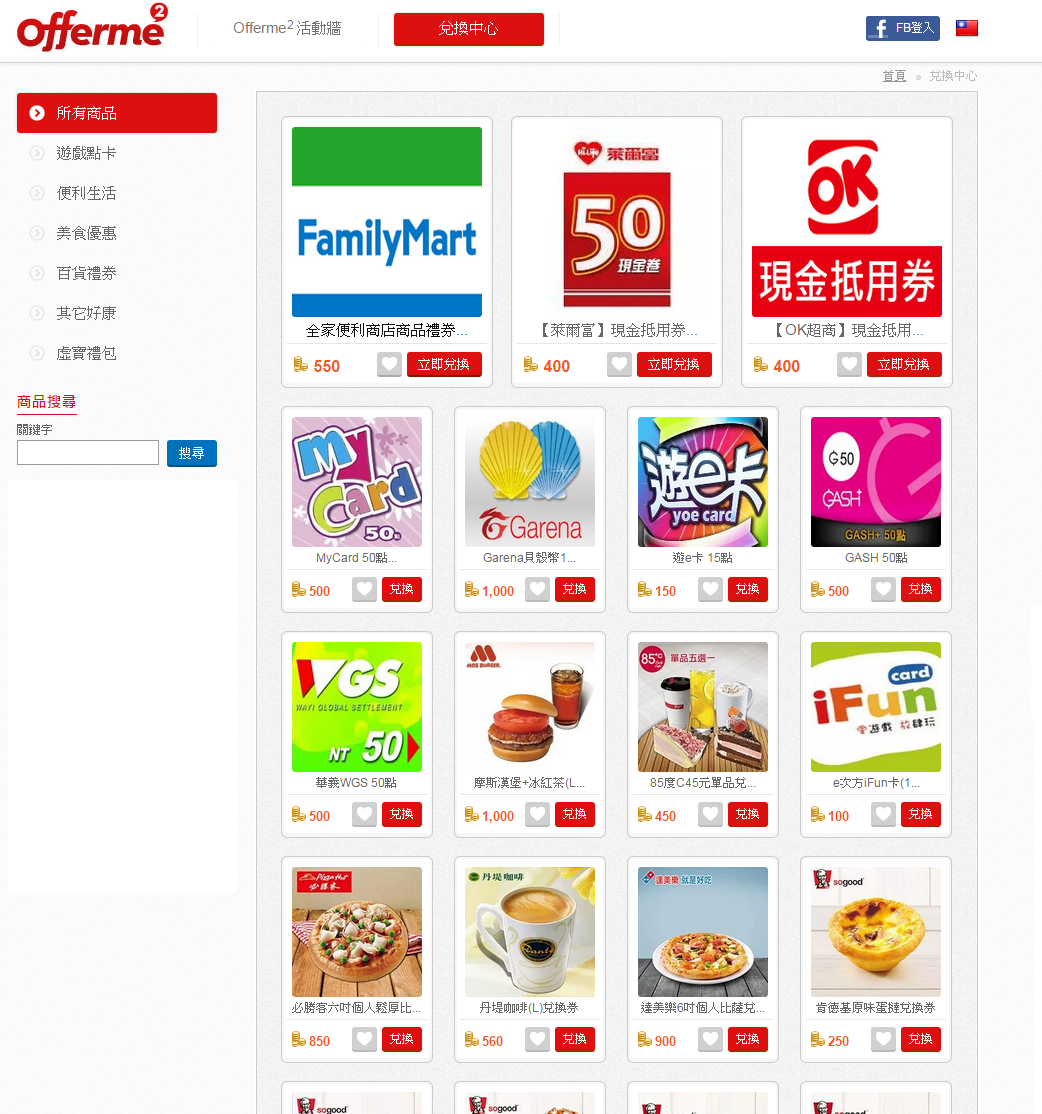 Offerme2
Offerme2 活動牆
兌換中心
FB登入
首頁 » 兌換中心
所有商品
遊戲點卡
便利生活
美食優惠
百貨禮券
其它好康
虛寶禮包
商品搜尋
關鍵字
搜尋
FamilyMart
全家便利商店商品禮券...
550
立即兌換
Hi-Life 萊爾富
50
現金卷
【萊爾富】現金抵用券...
400
立即兌換
OK
現金抵用券
【OK超商】現金抵用...
400
立即兌換
my Card
50點
MyCard 50點...
500
兌換
Garena
Garena貝殼幣1...
1,000
兌換
遊e卡
yoe card
遊e卡 15點
150
兌換
G50
GASH+
GASH+ 50點
GASH 50點
500
兌換
WGS
WAYI GLOBAL SETTLEMENT
NT 50
華義WGS 50點
500
兌換
MOS BURGER
摩斯漢堡+冰紅茶(L...
1,000
兌換
85°C 單品五選一
85度C45元單品兌...
450
兌換
iFun card
電遊戲 放肆玩
e次方iFun卡(1...
100
兌換
Pizza Hut
必勝客
必勝客六吋個人鬆厚比...
850
兌換
丹堤咖啡
Dante
丹堤咖啡(L)兌換券
560
兌換
達美樂 就是好吃
達美樂6吋個人比薩兌...
900
兌換
KFC sogood
肯德基原味蛋撻兌換券
250
兌換
sogood
sogood
sogood
sogood